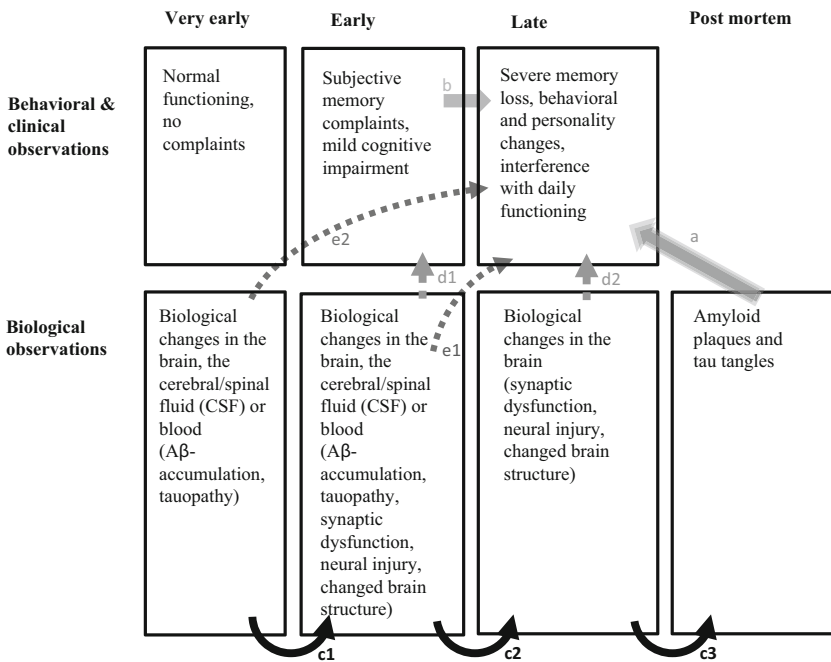 Very early
Early
Late
Post mortem
Behavioral &
clinical
observations
Normal
functioning,
no
complaints
Subjective
memory
complaints,
mild cognitive
impairment
b
Severe memory
loss, behavioral
and personality
changes,
interference
with daily
functioning
e2
d1
d2
a
Biological
observations
Biological
changes in the
brain, the
cerebral/spinal
fluid (CSF) or
blood
(Aβ-
accumulation,
tauopathy)
Biological
changes in the
brain, the
cerebral/spinal
fluid (CSF) or
blood
(Aβ-
accumulation,
tauopathy,
synaptic
dysfunction,
neural injury,
changed brain
structure)
e1
Biological
changes in the
brain
(synaptic
dysfunction,
neural injury,
changed brain
structure)
Amyloid
plaques and
tau tangles
c1
c2
c3